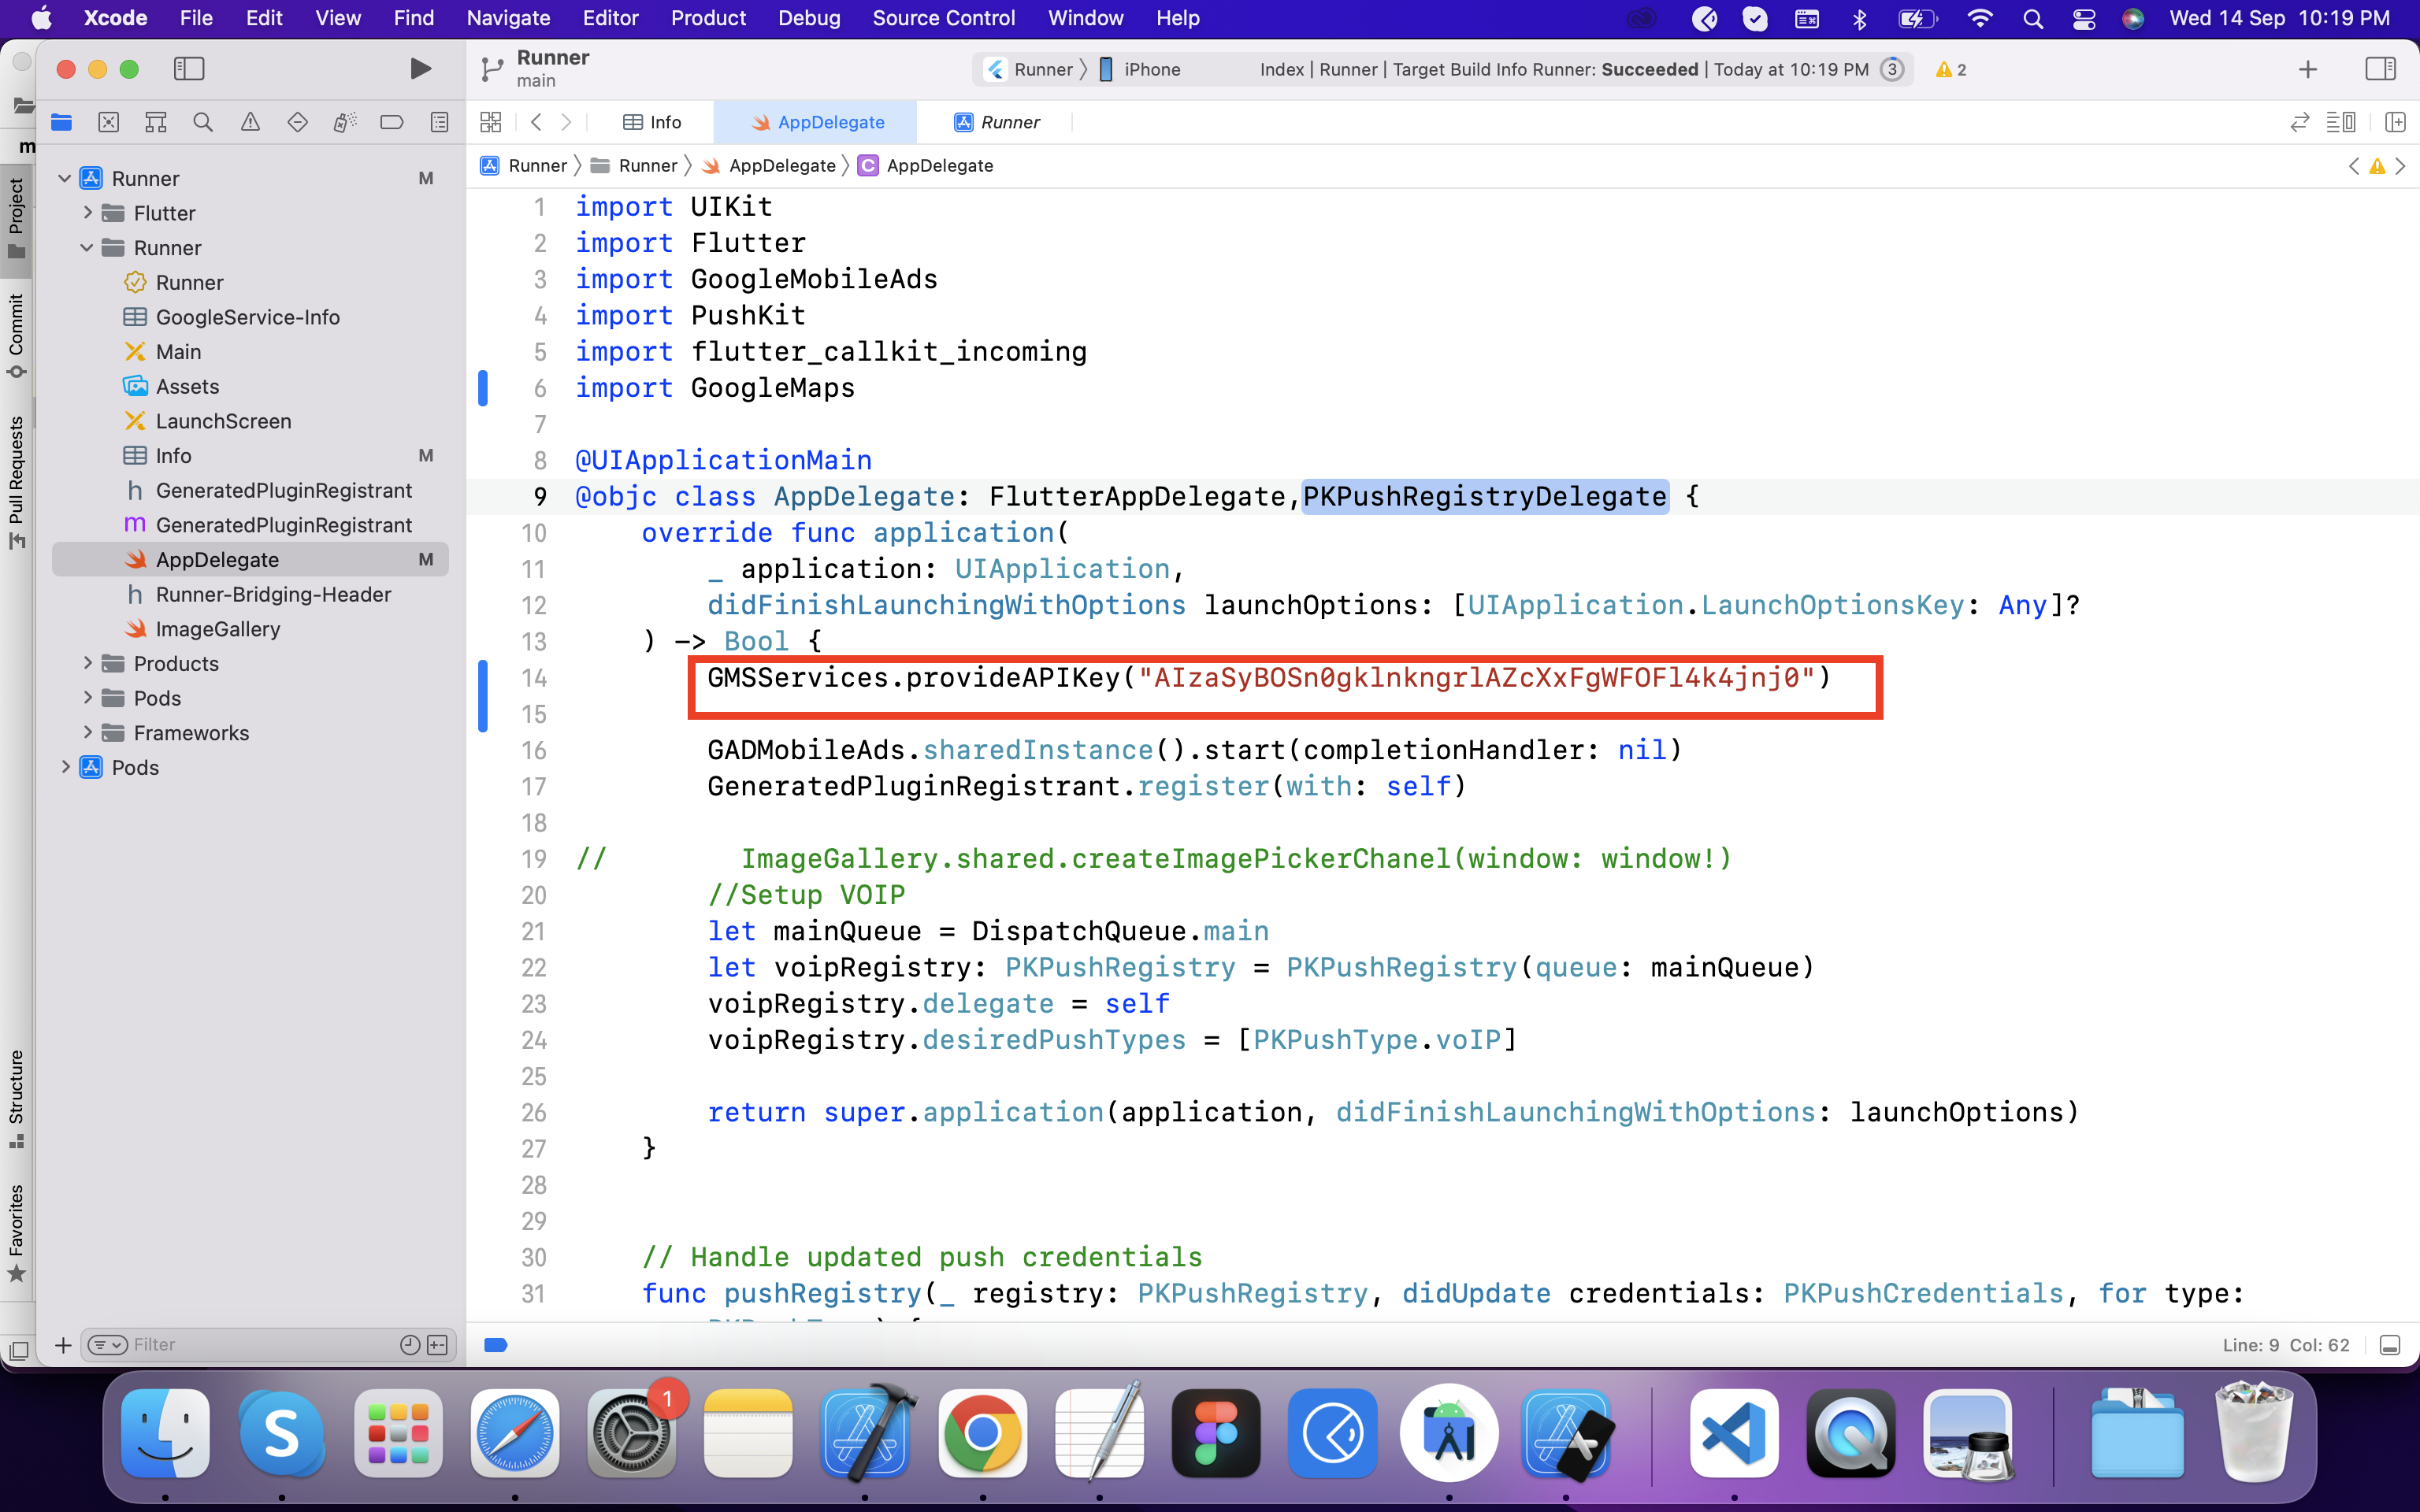 Xcode File Edit View Find Navigate Editor Product Debug Source Control Window Help Wed 14 Sep 10:19 PM
Runner
main
Runner iPhone Index | Runner | Target Build Info Runner: Succeeded | Today at 10:19 PM 3 2
Info AppDelegate Runner
Runner Runner AppDelegate C AppDelegate
m
Project
Commit
Pull Requests
Structure
Favorites
Runner M
Flutter
Runner
Runner
GoogleService-Info
Main
Assets
LaunchScreen
Info M
h GeneratedPluginRegistrant
m GeneratedPluginRegistrant
AppDelegate M
h Runner-Bridging-Header
ImageGallery
Products
Pods
Frameworks
Pods
Filter
1 import UIKit
2 import Flutter
3 import GoogleMobileAds
4 import PushKit
5 import flutter_callkit_incoming
6 import GoogleMaps
7
8 @UIApplicationMain
9 @objc class AppDelegate: FlutterAppDelegate,PKPushRegistryDelegate {
10 override func application(
11 _ application: UIApplication,
12 didFinishLaunchingWithOptions launchOptions: [UIApplication.LaunchOptionsKey: Any]?
13 ) -> Bool {
14 GMSServices.provideAPIKey("AIzaSyBOSn0gklnkngrlAZcXxFgWFOFl4k4jnj0")
15
16 GADMobileAds.sharedInstance().start(completionHandler: nil)
17 GeneratedPluginRegistrant.register(with: self)
18
19 // ImageGallery.shared.createImagePickerChanel(window: window!)
20 //Setup VOIP
21 let mainQueue = DispatchQueue.main
22 let voipRegistry: PKPushRegistry = PKPushRegistry(queue: mainQueue)
23 voipRegistry.delegate = self
24 voipRegistry.desiredPushTypes = [PKPushType.voIP]
25
26 return super.application(application, didFinishLaunchingWithOptions: launchOptions)
27 }
28
29
30 // Handle updated push credentials
31 func pushRegistry(_ registry: PKPushRegistry, didUpdate credentials: PKPushCredentials, for type:
Line: 9 Col: 62
1
S